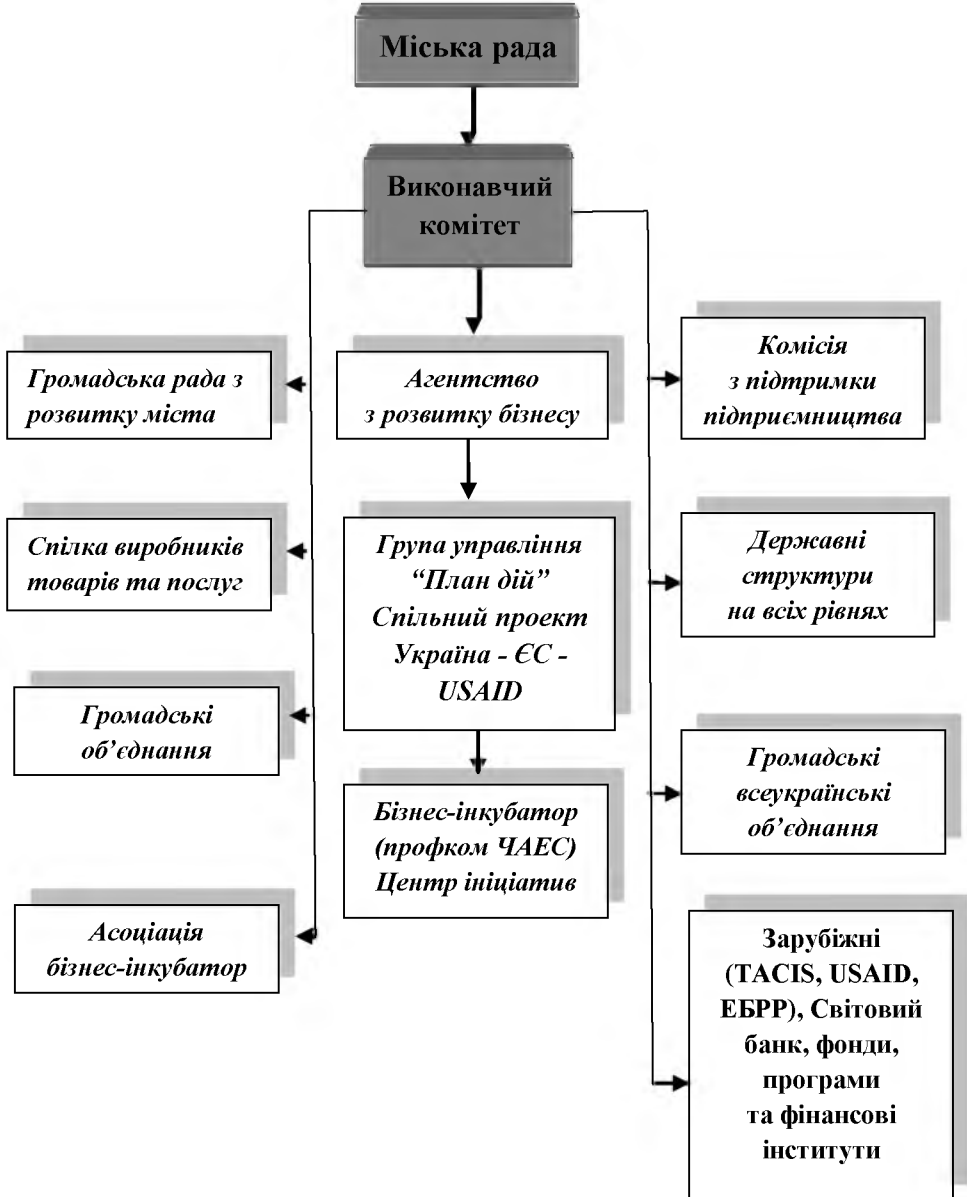 Міська рада
Виконавчий
комітет
Громадська рада з
розвитку міста
Агентство
з розвитку бізнесу
Комісія
з підтримки
підприємництва
Спілка виробників
товарів та послуг
Група управління
“План дій”
Спільний проект
Україна - ЄС -
USAID
Державні
структури
на всіх рівнях
Громадські
об’єднання
Бізнес-інкубатор
(профком ЧАЕС)
Центр ініціатив
Громадські
всеукраїнські
об’єднання
Асоціація
бізнес-інкубатор
Зарубіжні
(TACIS, USAID,
ЕБРР), Світовий
банк, фонди,
програми
та фінансові
інститути